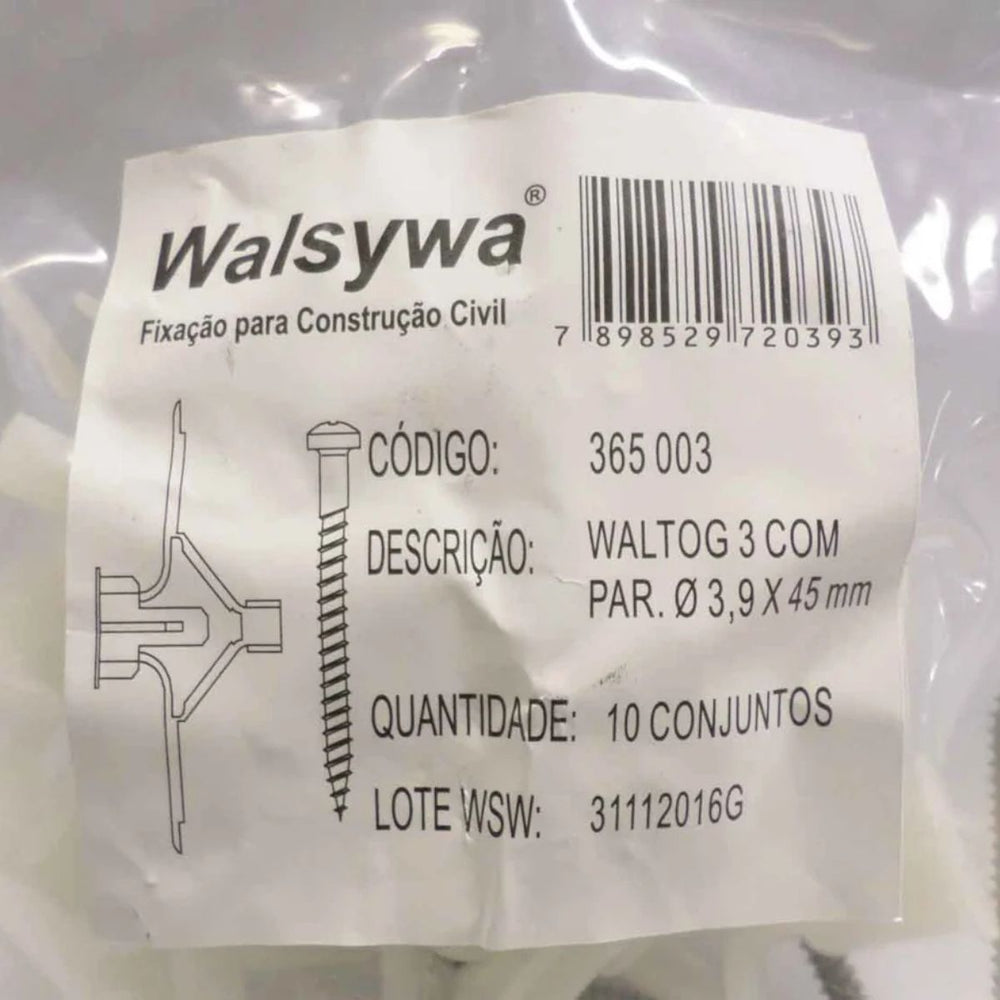 Walsywa®
Fixação para Construção Civil
7 898529 720393
CÓDIGO: 365 003
DESCRIÇÃO: WALTOG 3 COM
PAR. Ø 3,9 X 45 mm
QUANTIDADE: 10 CONJUNTOS
LOTE WSW: 31112016G